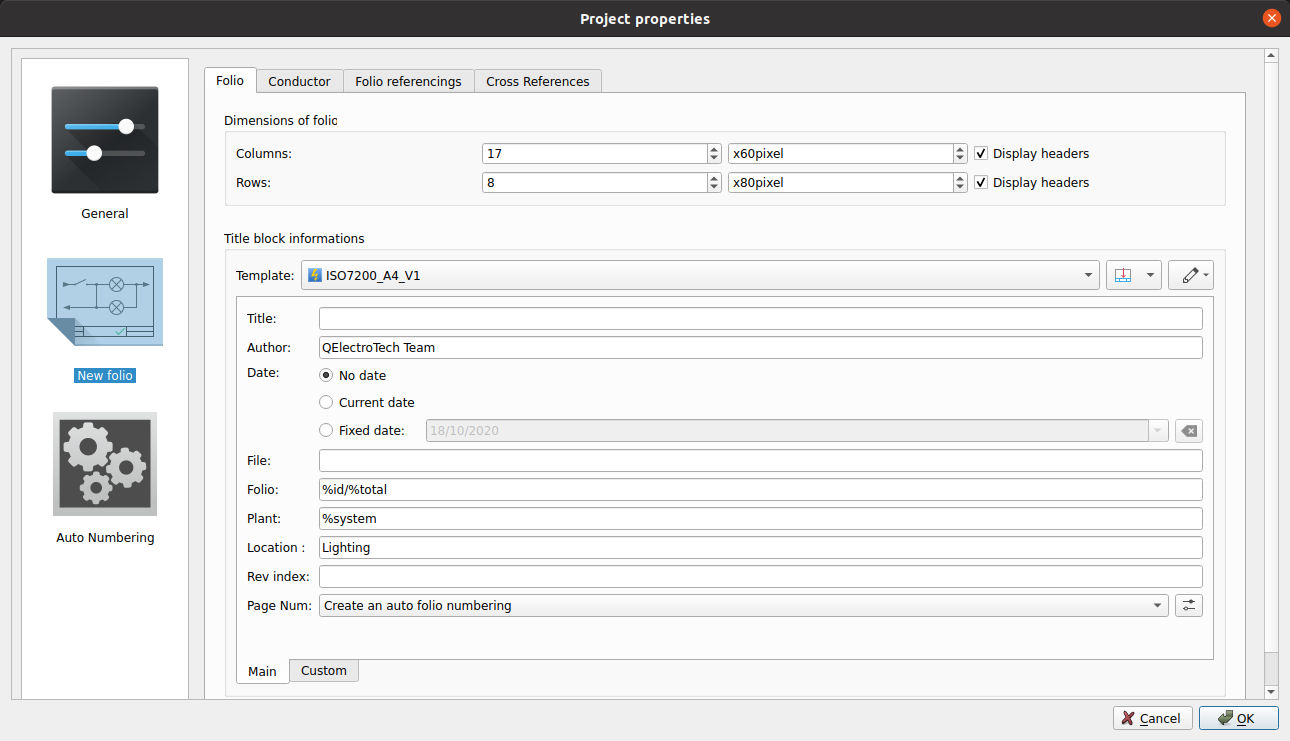 Project properties
General
New folio
Auto Numbering
Folio Conductor Folio referencings Cross References
Dimensions of folio
Columns: 17 x60pixel Display headers
Rows: 8 x80pixel Display headers
Title block informations
Template: ISO7200_A4_V1
Title:
Author: QElectroTech Team
Date: No date
Current date
Fixed date: 18/10/2020
File:
Folio: %id/%total
Plant: %system
Location : Lighting
Rev index:
Page Num: Create an auto folio numbering
Main Custom
Cancel OK